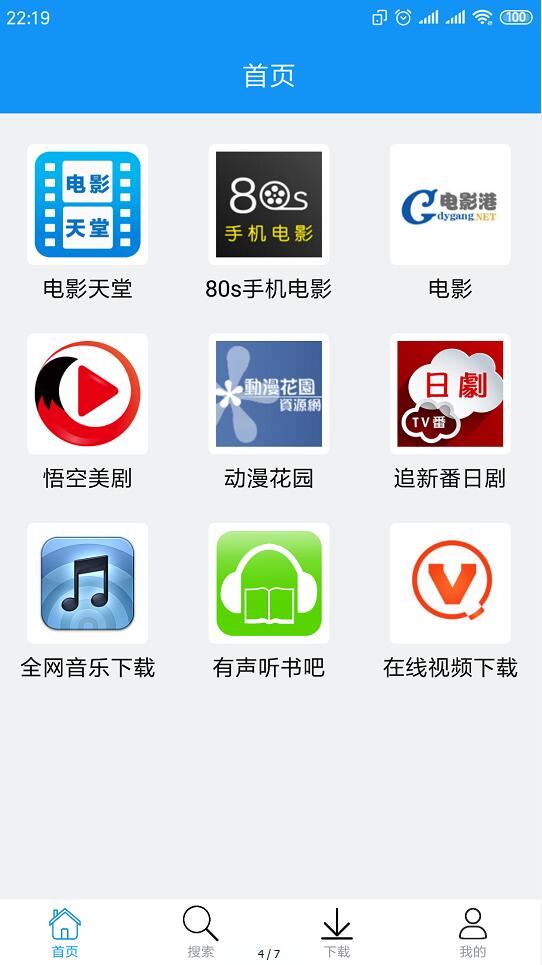 22:19
100
首页
电影
天堂
80s
手机电影
电影港
dygang.NET
电影天堂
80s手机电影
电影
動漫花園
資源網
日劇
TV番
悟空美剧
动漫花园
追新番日剧
全网音乐下载
有声听书吧
在线视频下载
首页
搜索
4/7
下载
我的